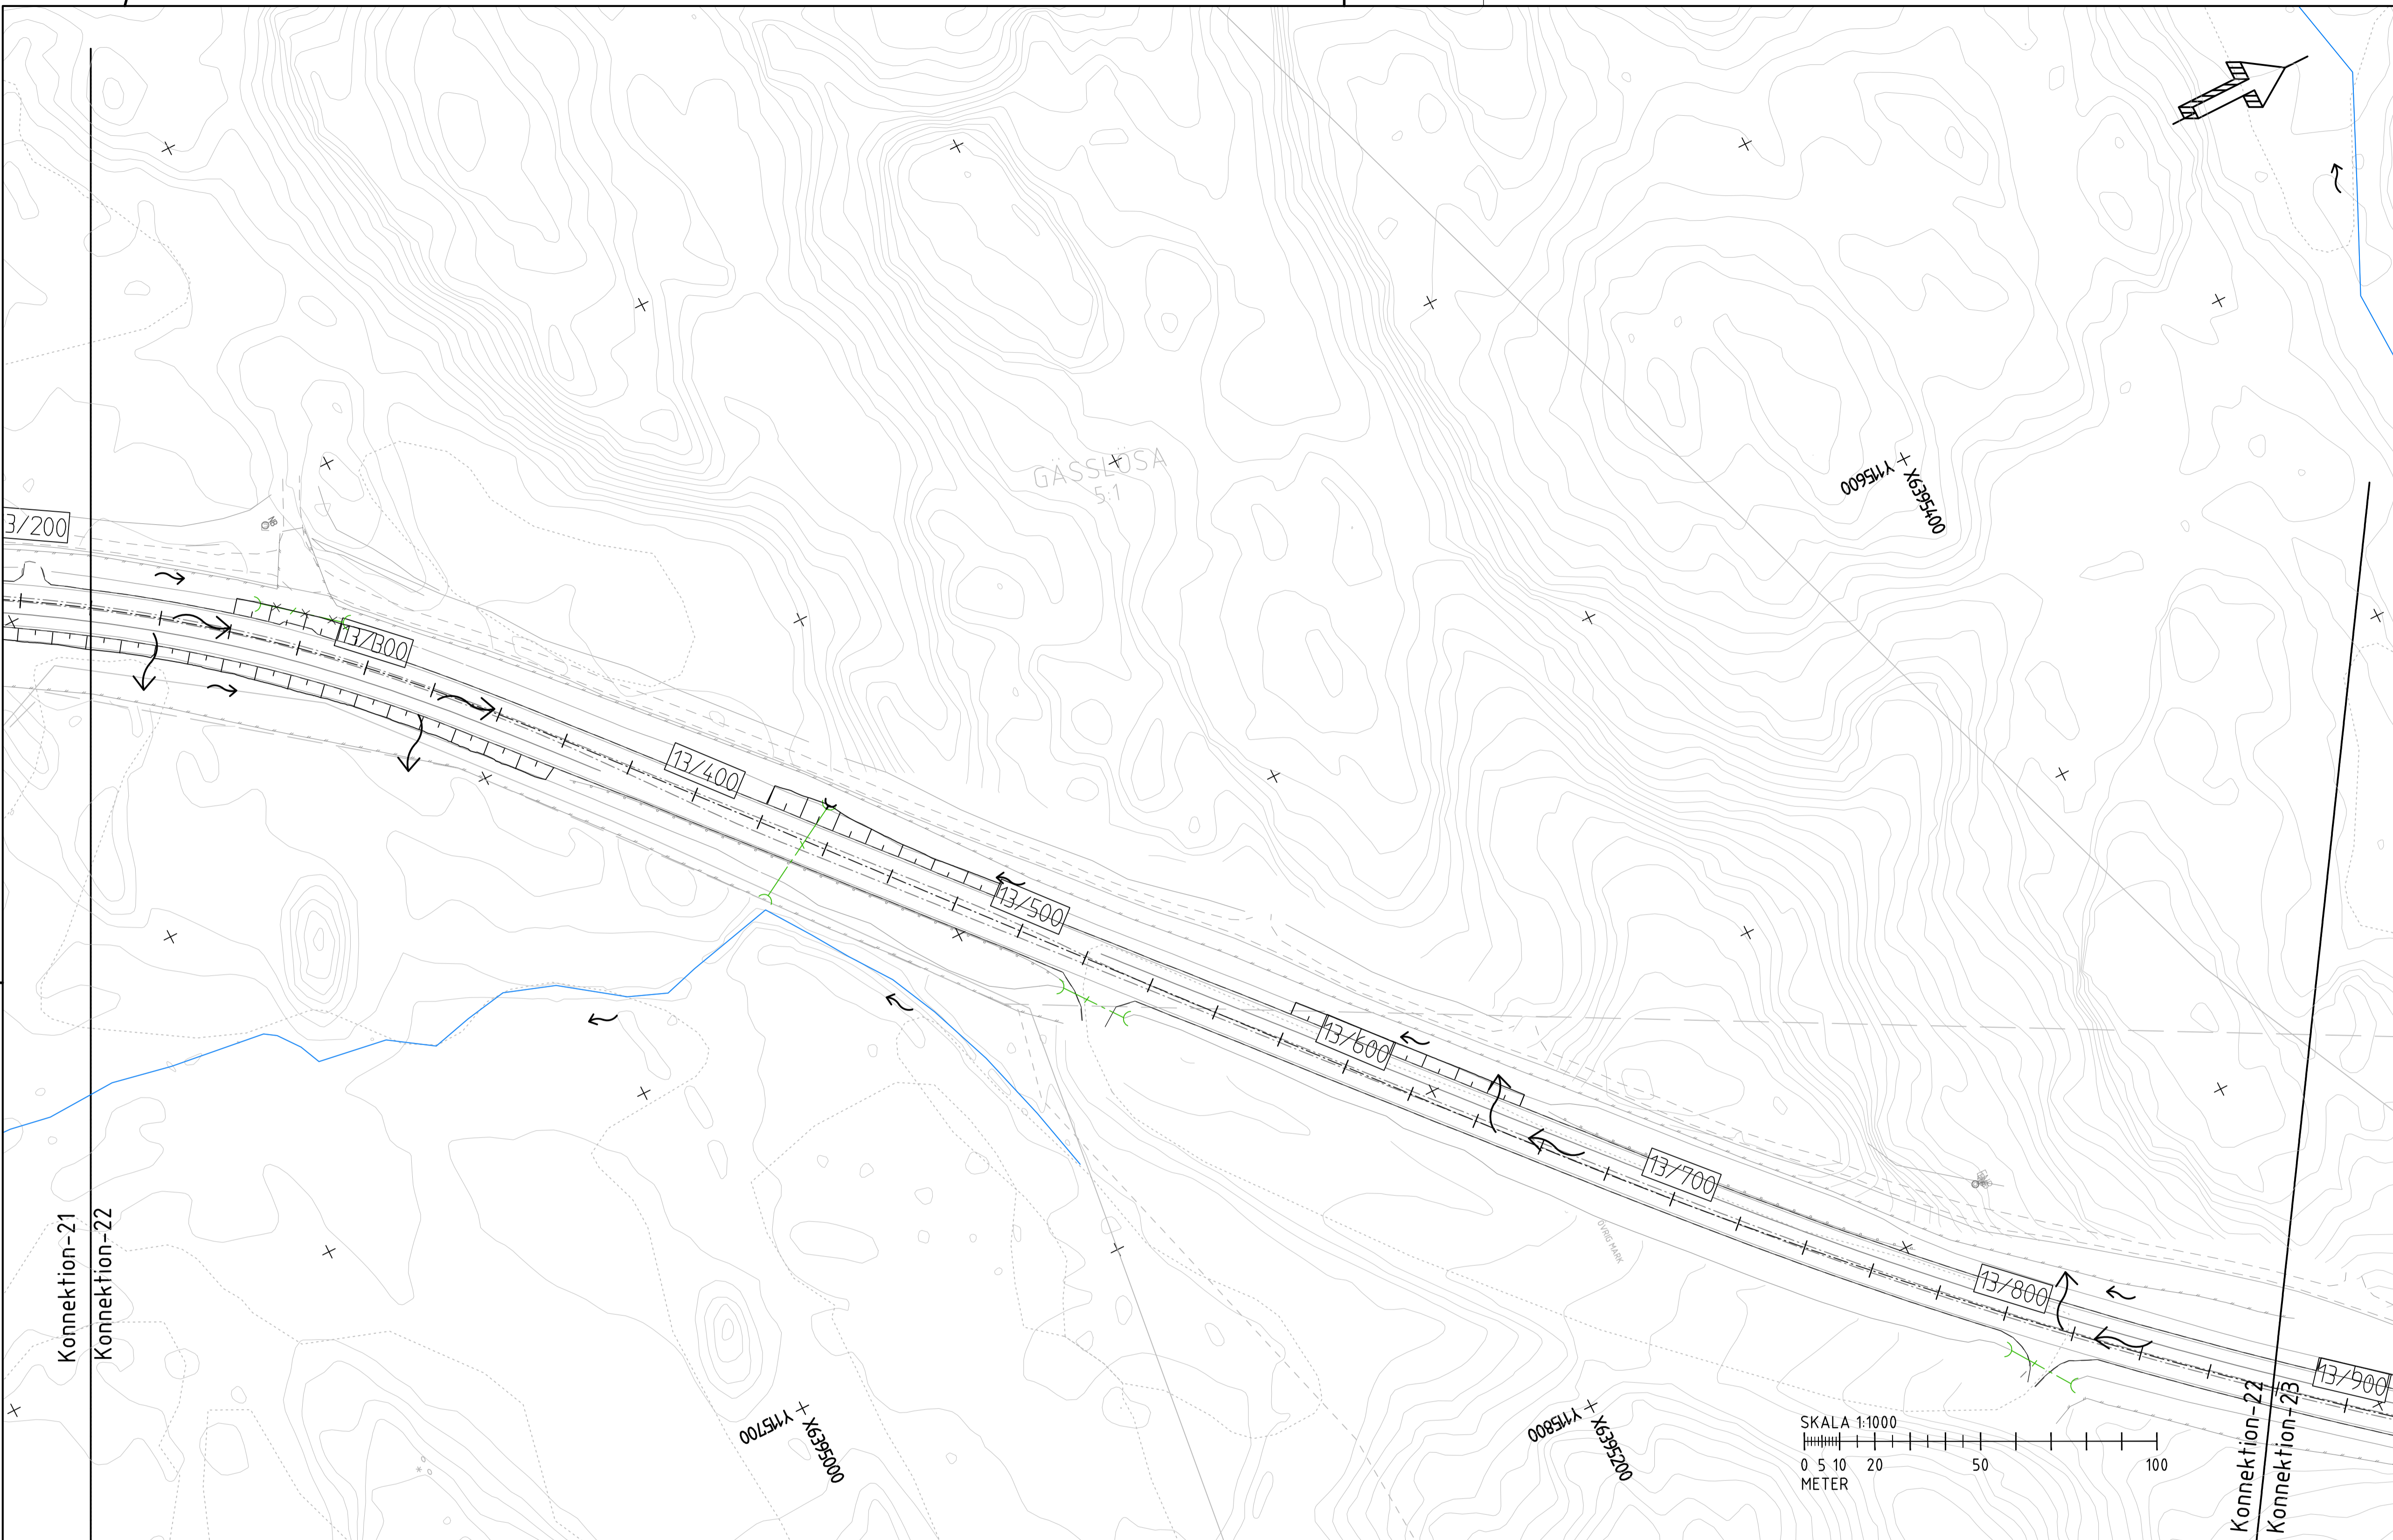 GÄSSLÖSA
5:1
Y115600
X6395400
3/200
13/300
13/400
13/500
13/600
13/700
ÖVRIG MARK
13/800
13/900
Konnektion-21
Konnektion-22
Y115700
X6395000
Y115800
X6395200
SKALA 1:1000
0 5 10 20 50 100
METER
Konnektion-22
Konnektion-23